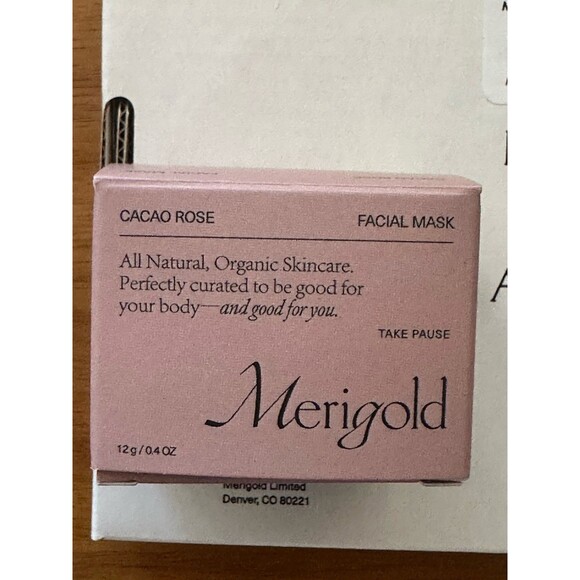 CACAO ROSE FACIAL MASK
All Natural, Organic Skincare.
Perfectly curated to be good for
your body—and good for you.
TAKE PAUSE
Merigold
12g/0.4 OZ
Merigold Limited
Denver, CO 80221